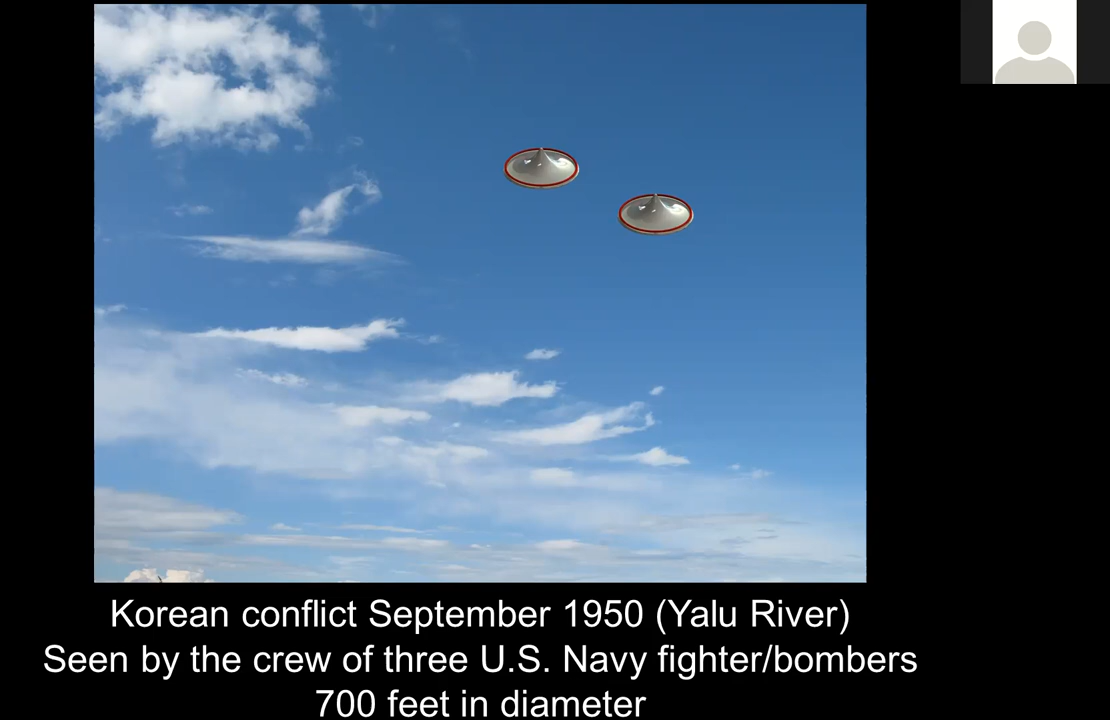 Korean conflict September 1950 (Yalu River)
Seen by the crew of three U.S. Navy fighter/bombers
700 feet in diameter